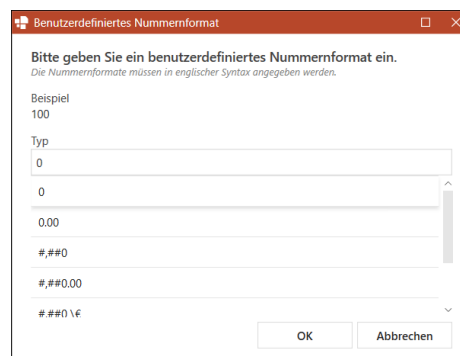 Benutzerdefiniertes Nummernformat
Bitte geben Sie ein benutzerdefiniertes Nummernformat ein.
Die Nummernformate müssen in englischer Syntax angegeben werden.
Beispiel
100
Typ
0
0
0.00
#,##0
#,##0.00
#,##0 \€
OK Abbrechen